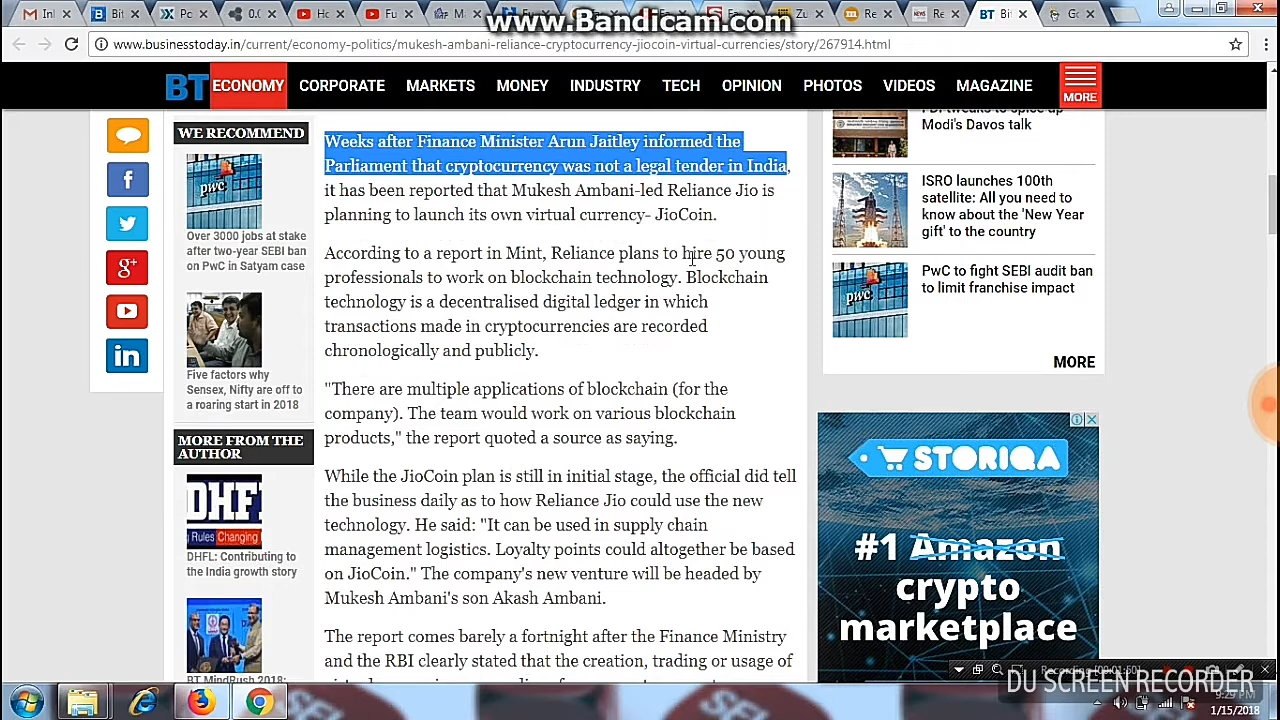 www.Bandicam.com
www.businesstoday.in/current/economy-politics/mukesh-ambani-reliance-cryptocurrency-jiocoin-virtual-currencies/story/267914.html
BT ECONOMY CORPORATE MARKETS MONEY INDUSTRY TECH OPINION PHOTOS VIDEOS MAGAZINE MORE
WE RECOMMEND
pwc
Over 3000 jobs at stake
after two-year SEBI ban
on PwC in Satyam case
Five factors why
Sensex, Nifty are off to
a roaring start in 2018
MORE FROM THE
AUTHOR
DHF
Rules Changing
DHFL: Contributing to
the India growth story
BT MindRush 2018:
Weeks after Finance Minister Arun Jaitley informed the
Parliament that cryptocurrency was not a legal tender in India,
it has been reported that Mukesh Ambani-led Reliance Jio is
planning to launch its own virtual currency- JioCoin.
According to a report in Mint, Reliance plans to hire 50 young
professionals to work on blockchain technology. Blockchain
technology is a decentralised digital ledger in which
transactions made in cryptocurrencies are recorded
chronologically and publicly.
"There are multiple applications of blockchain (for the
company). The team would work on various blockchain
products," the report quoted a source as saying.
While the JioCoin plan is still in initial stage, the official did tell
the business daily as to how Reliance Jio could use the new
technology. He said: "It can be used in supply chain
management logistics. Loyalty points could altogether be based
on JioCoin." The company's new venture will be headed by
Mukesh Ambani's son Akash Ambani.
The report comes barely a fortnight after the Finance Ministry
and the RBI clearly stated that the creation, trading or usage of
Modi's Davos talk
ISRO launches 100th
satellite: All you need to
know about the 'New Year
gift' to the country
pwc
PwC to fight SEBI audit ban
to limit franchise impact
MORE
STORIQA
#1 Amazon
crypto
marketplace
DU SCREEN RECORDER
9:29 PM
1/15/2018